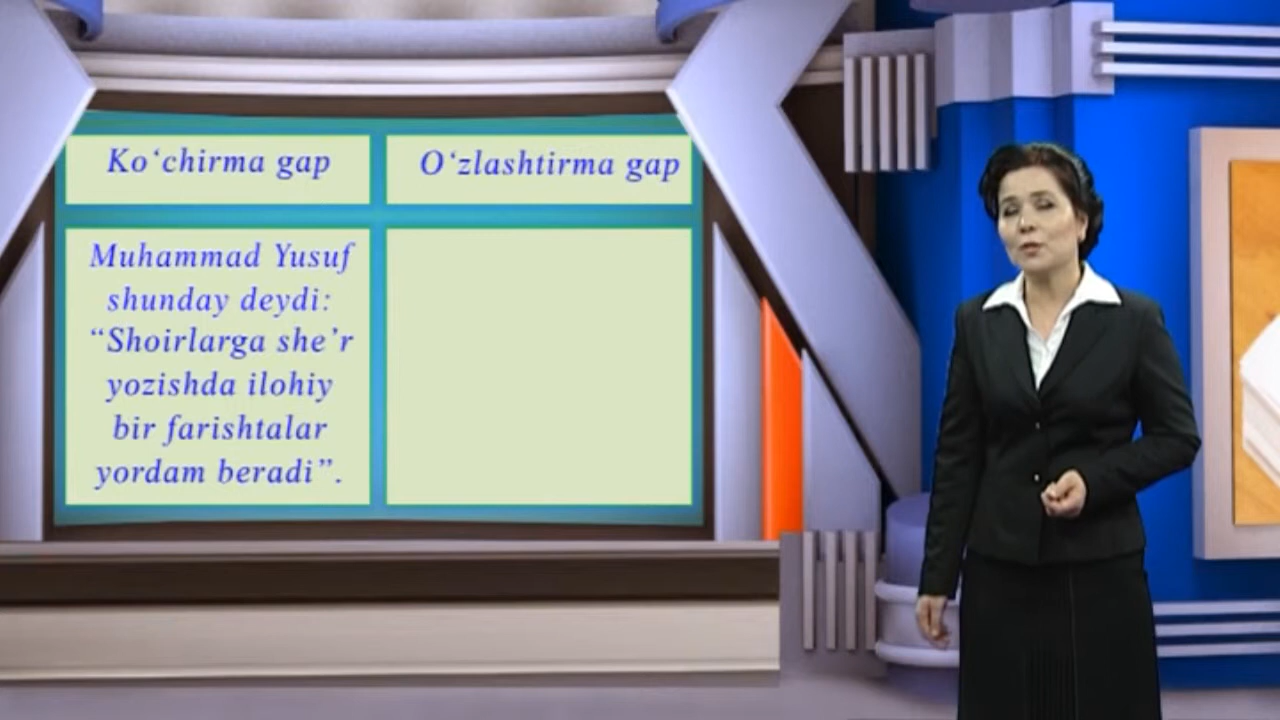 Ko‘chirma gap
O‘zlashtirma gap
Muhammad Yusuf
shunday deydi:
“Shoirlarga she’r
yozishda ilohiy
bir farishtalar
yordam beradi”.